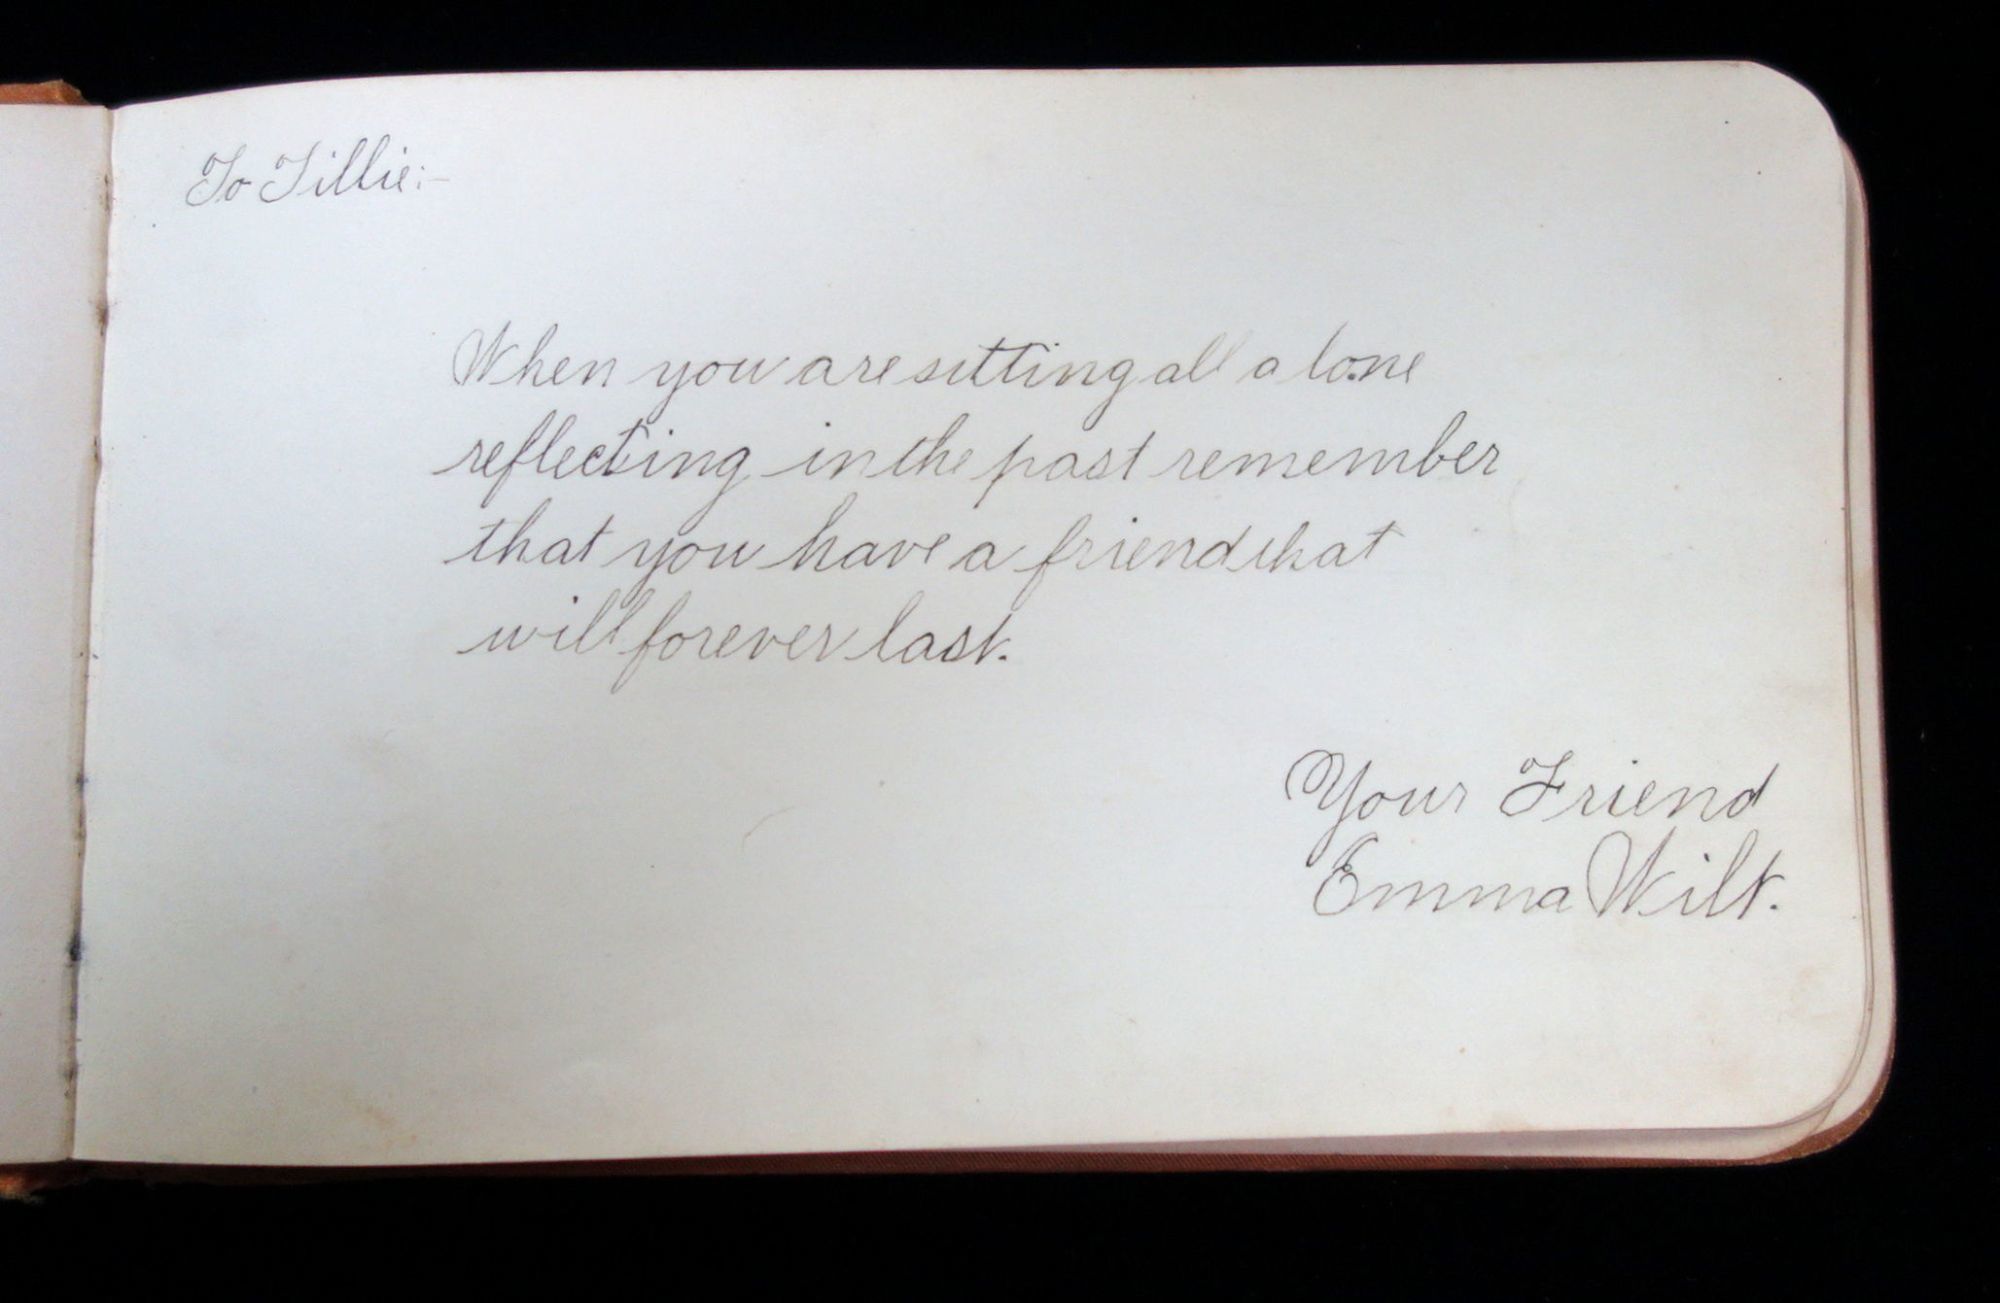 To Tillie:-
When you are sitting all alone
reflecting in the past remember
that you have a friend that
will forever last.
Your Friend
Emma Wilt.